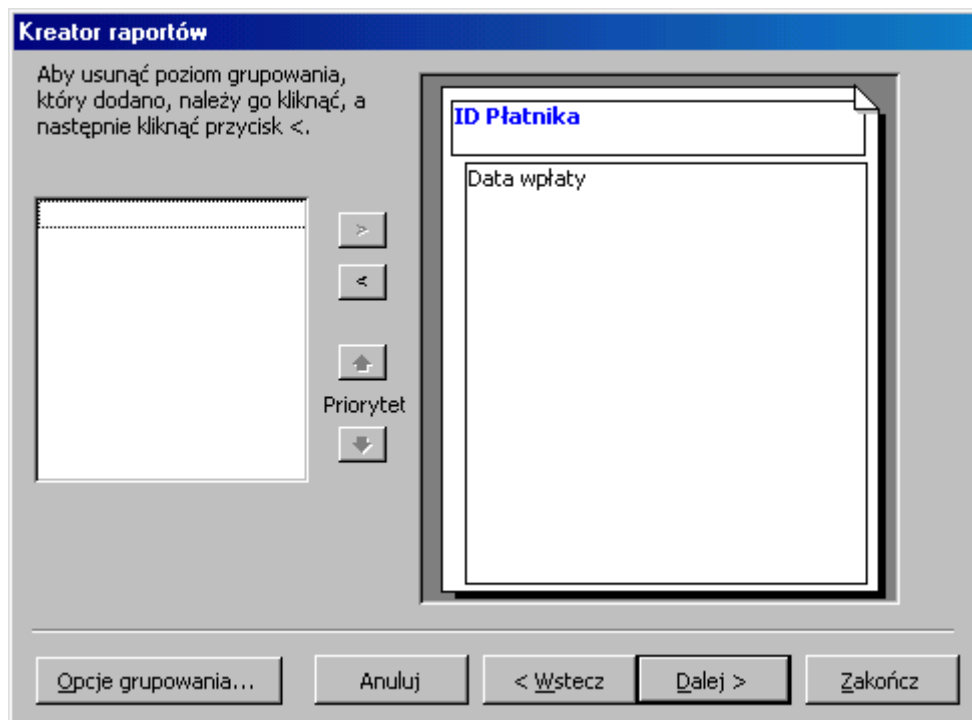 Kreator raportów
Aby usunąć poziom grupowania,
który dodano, należy go kliknąć, a
następnie kliknąć przycisk <.
ID Płatnika
Data wpłaty
>
<
Priorytet
Opcje grupowania...
Anuluj
< Wstecz
Dalej >
Zakończ